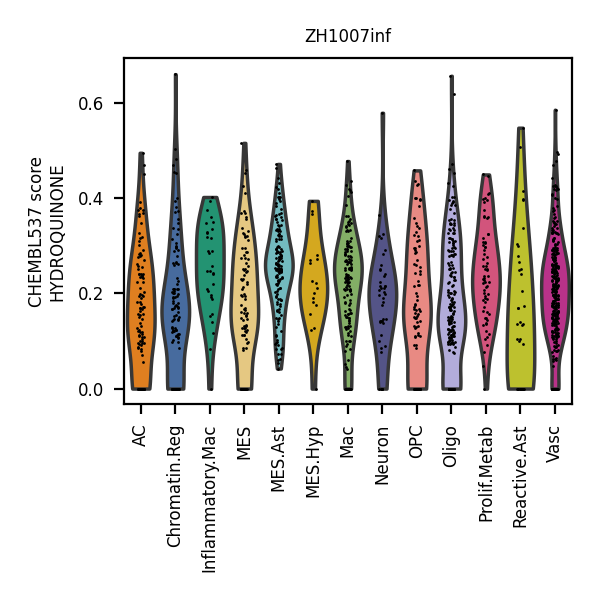 ZH1007inf
CHEMBL537 score
HYDROQUINONE
0.6
0.4
0.2
0.0
AC
Chromatin.Reg
Inflammatory.Mac
MES
MES.Ast
MES.Hyp
Mac
Neuron
OPC
Oligo
Prolif.Metab
Reactive.Ast
Vasc